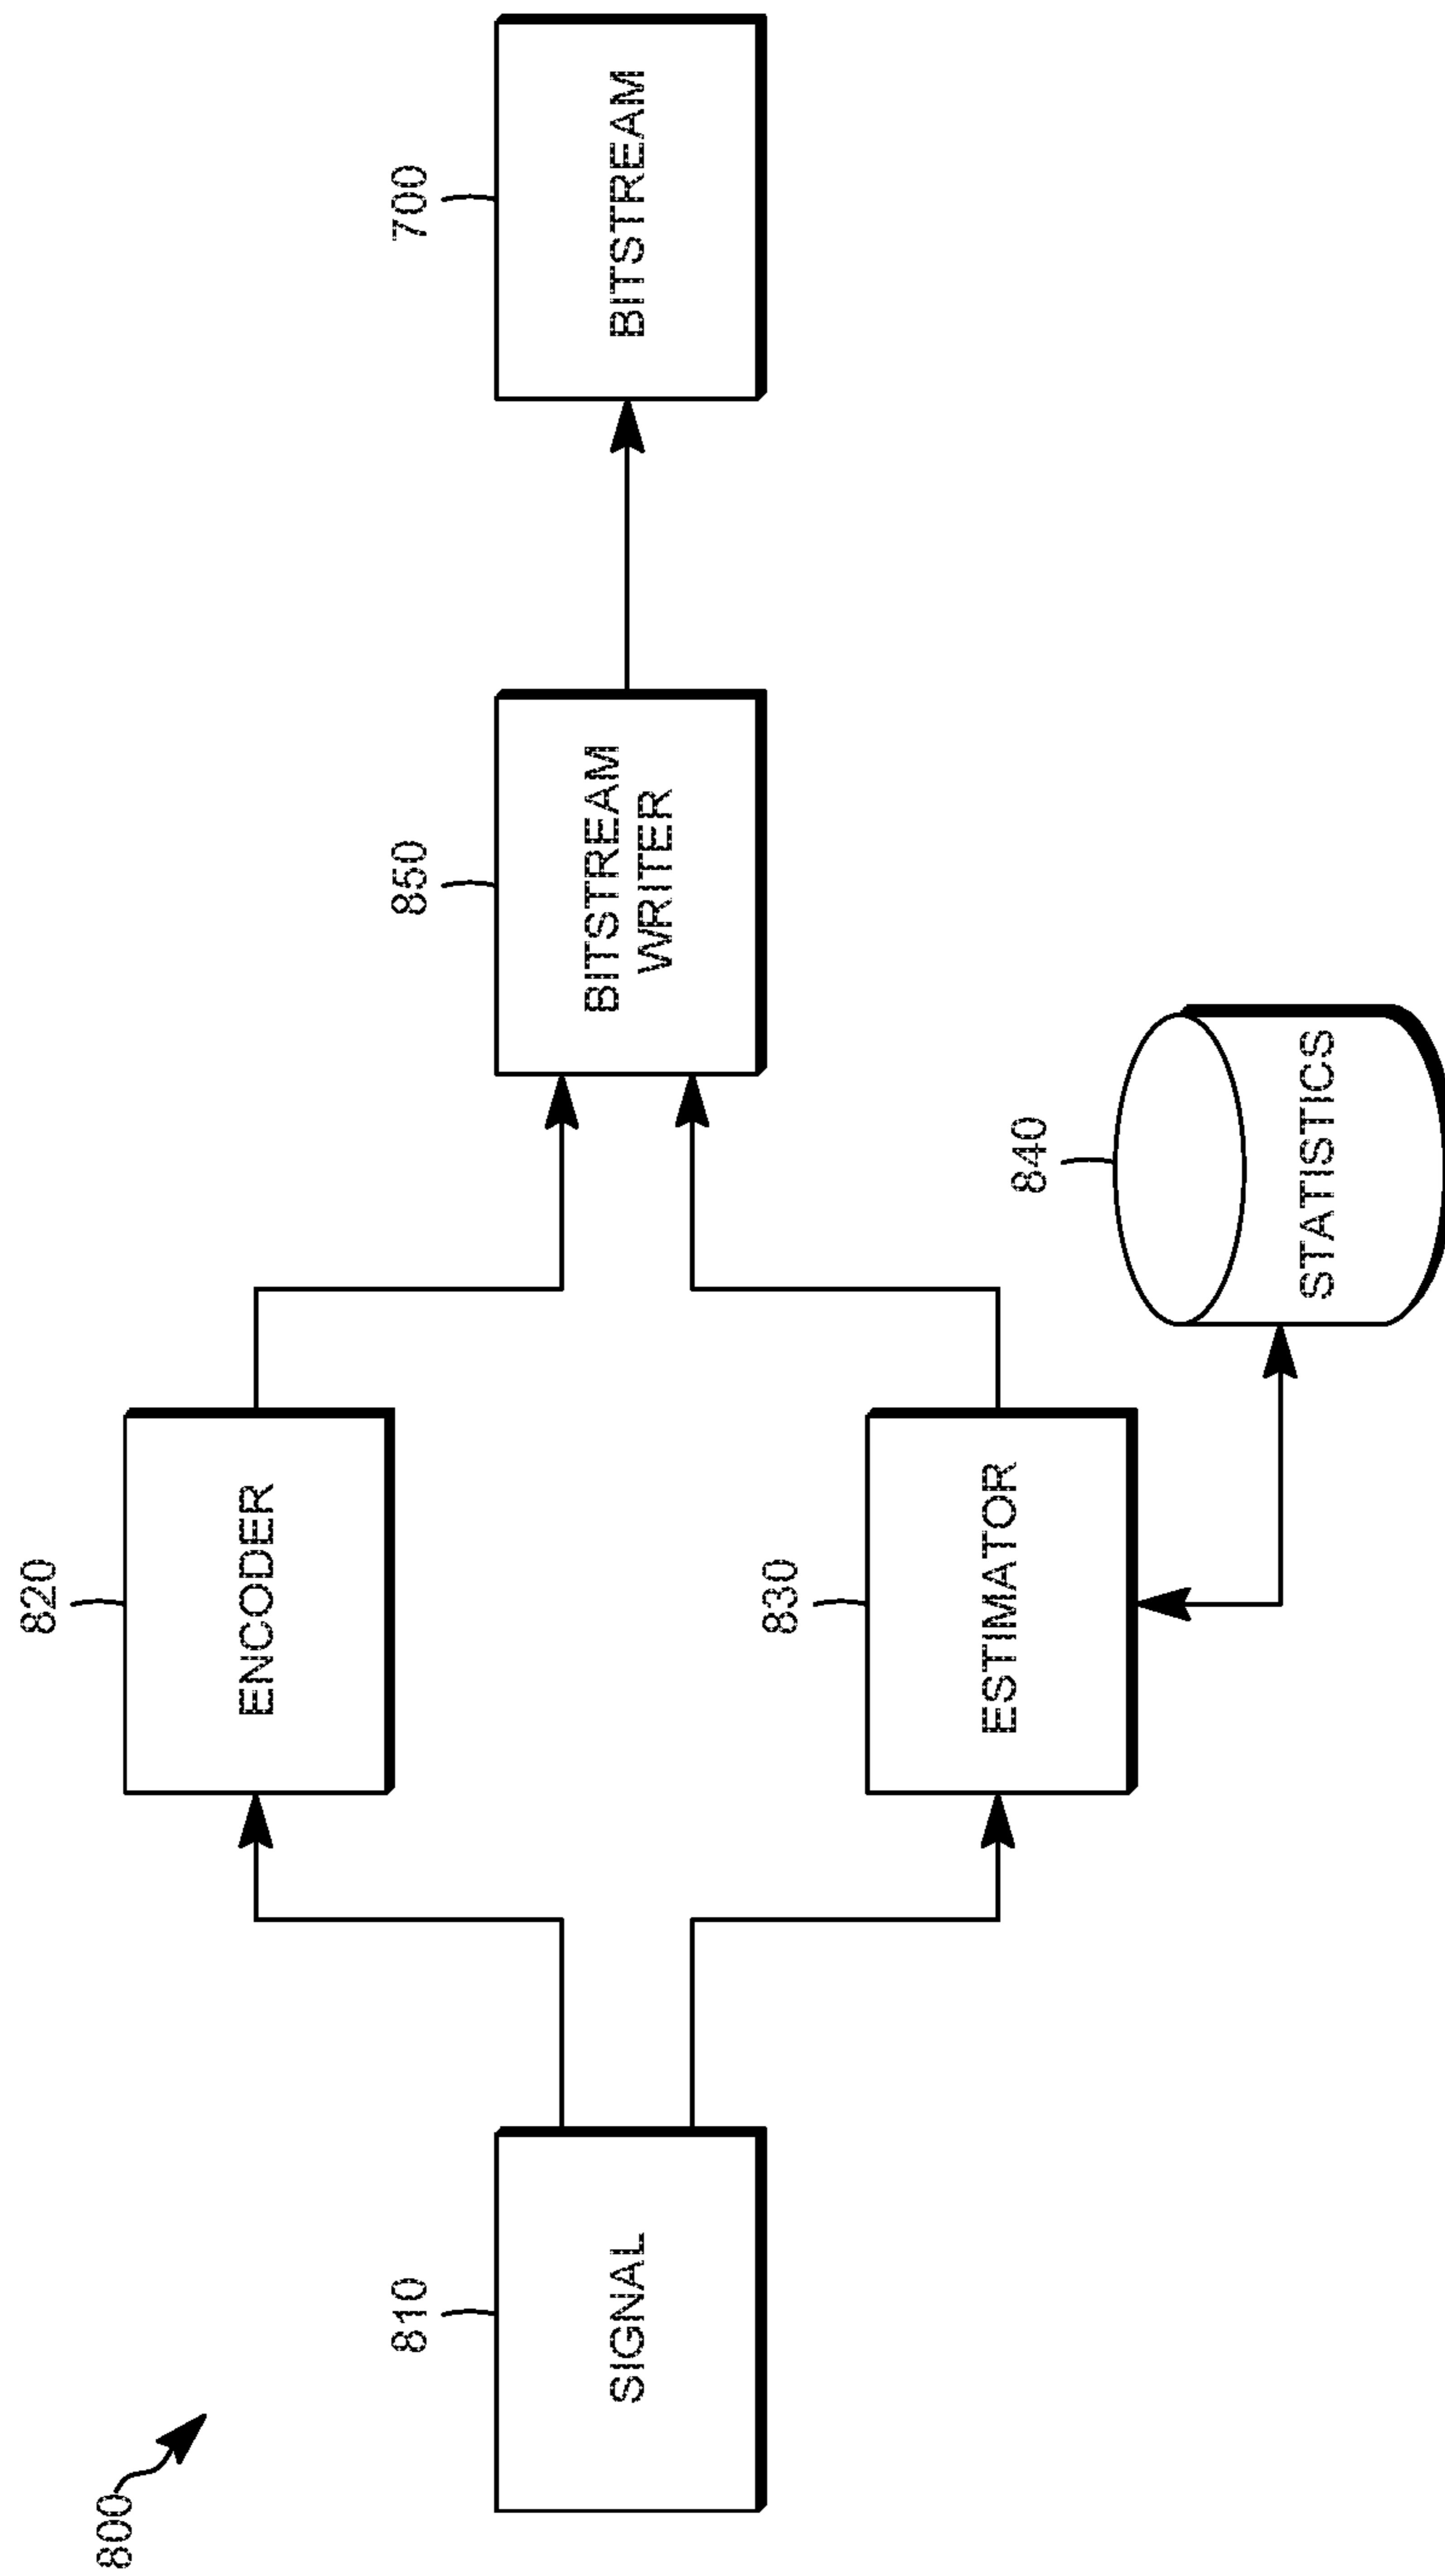 800
810
SIGNAL
820
ENCODER
830
ESTIMATOR
840
STATISTICS
850
BITSTREAM
WRITER
700
BITSTREAM